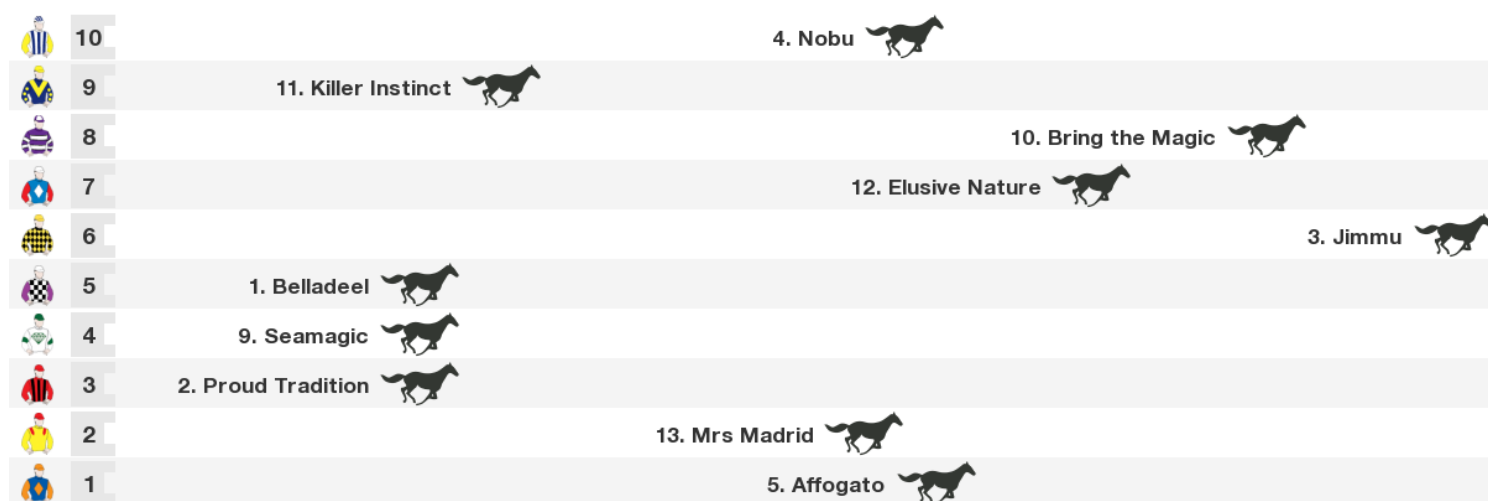 10 4. Nobu
9 11. Killer Instinct
8 10. Bring the Magic
7 12. Elusive Nature
6 3. Jimmu
5 1. Belladeel
4 9. Seamagic
3 2. Proud Tradition
2 13. Mrs Madrid
1 5. Affogato